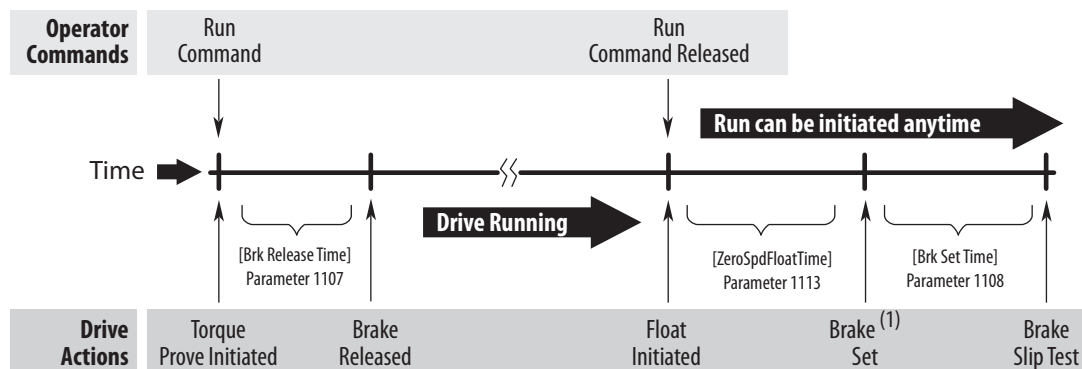 Operator
Commands
Run
Command
Run
Command Released
Run can be initiated anytime
Time
Drive Running
[Brk Release Time]
Parameter 1107
[ZeroSpdFloatTime]
Parameter 1113
[Brk Set Time]
Parameter 1108
Drive
Actions
Torque
Prove Initiated
Brake
Released
Float
Initiated
Brake (1)
Set
Brake
Slip Test